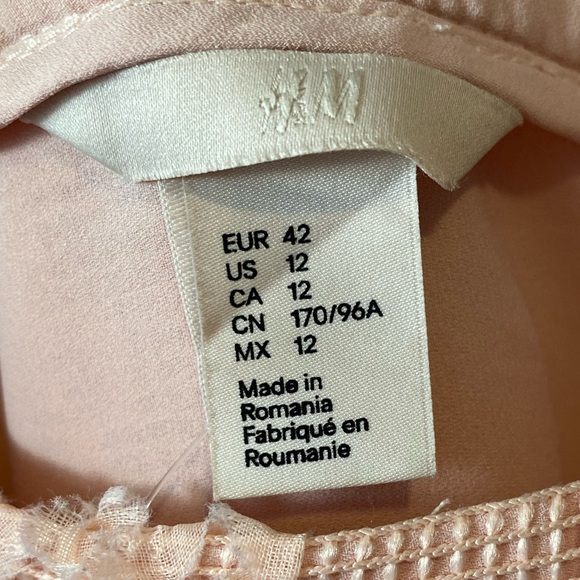 H&M
EUR 42
US 12
CA 12
CN 170/96A
MX 12
Made in
Romania
Fabriqué en
Roumanie